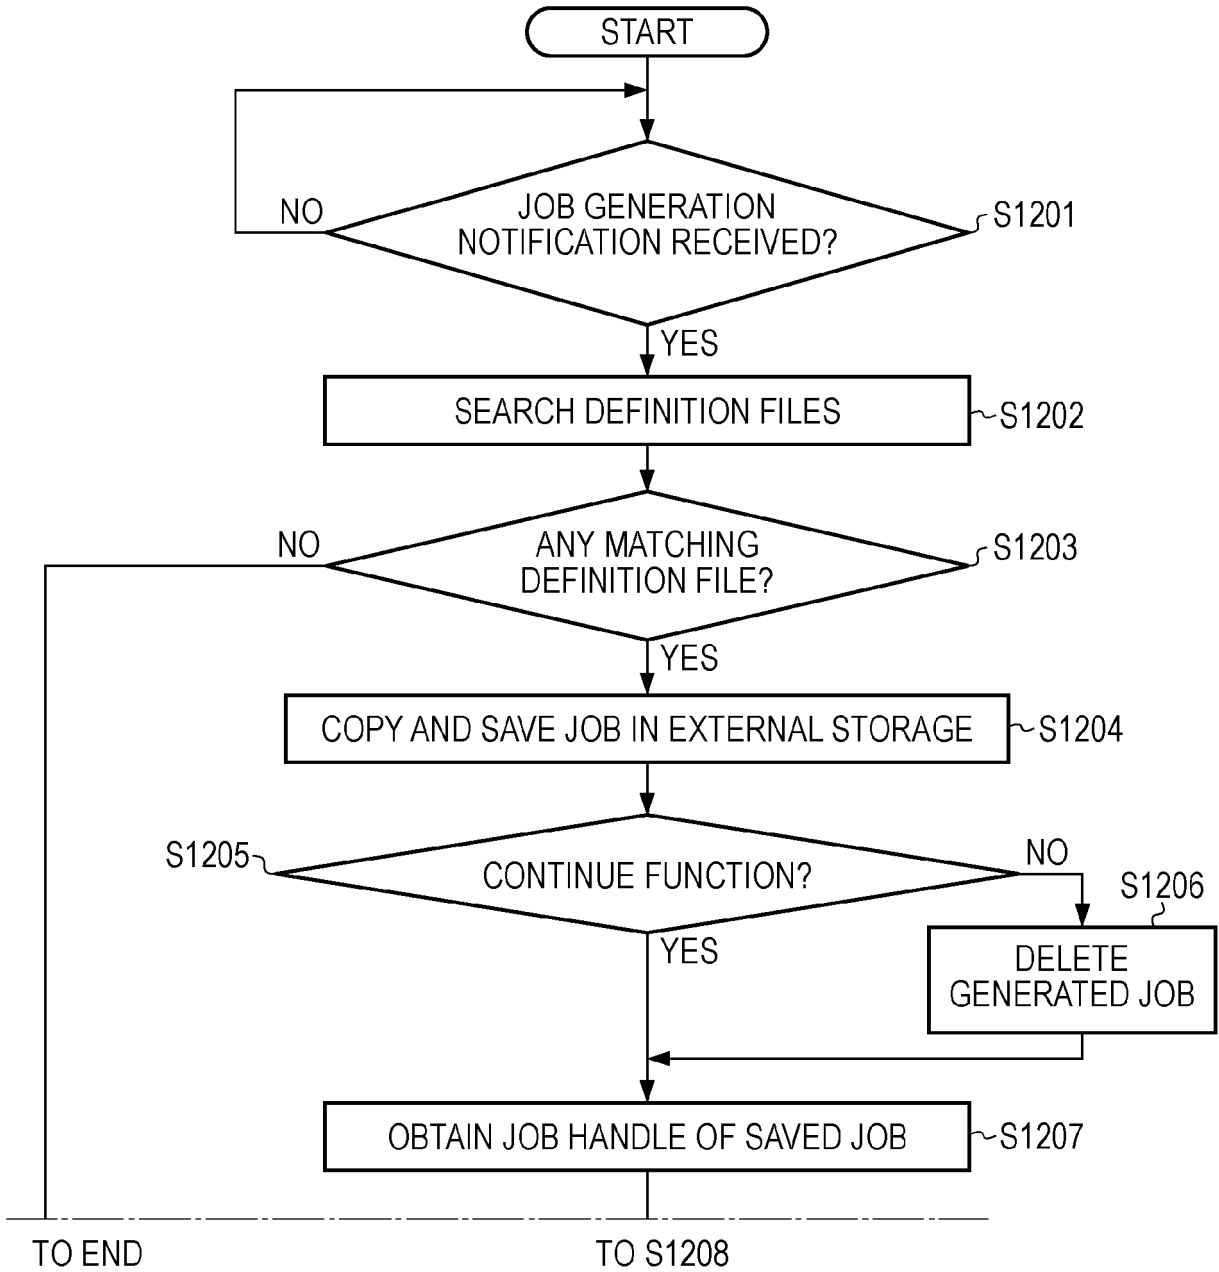 START
NO
JOB GENERATION
NOTIFICATION RECEIVED?
S1201
YES
SEARCH DEFINITION FILES
S1202
NO
ANY MATCHING
DEFINITION FILE?
S1203
YES
COPY AND SAVE JOB IN EXTERNAL STORAGE
S1204
S1205
CONTINUE FUNCTION?
NO
YES
S1206
DELETE
GENERATED JOB
OBTAIN JOB HANDLE OF SAVED JOB
S1207
TO END
TO S1208